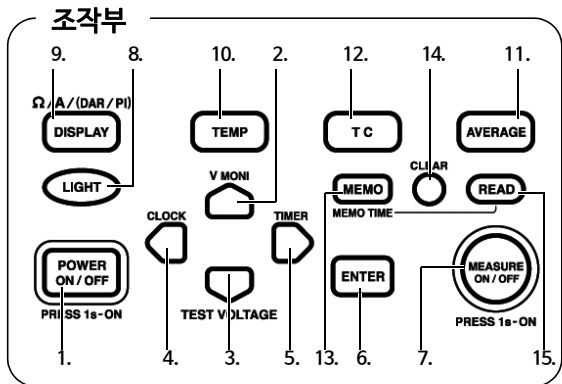 조작부
9. 8. 10. 2. 12. 14. 11.
Ω/A/(DAR/PI)
DISPLAY
TEMP
T C
AVERAGE
LIGHT
V MONI
MEMO
CLEAR
READ
MEMO TIME
CLOCK
TIMER
POWER
ON / OFF
PRESS 1s-ON
TEST VOLTAGE
ENTER
MEASURE
ON / OFF
PRESS 1s-ON
1. 4. 3. 5. 13. 6. 7. 15.